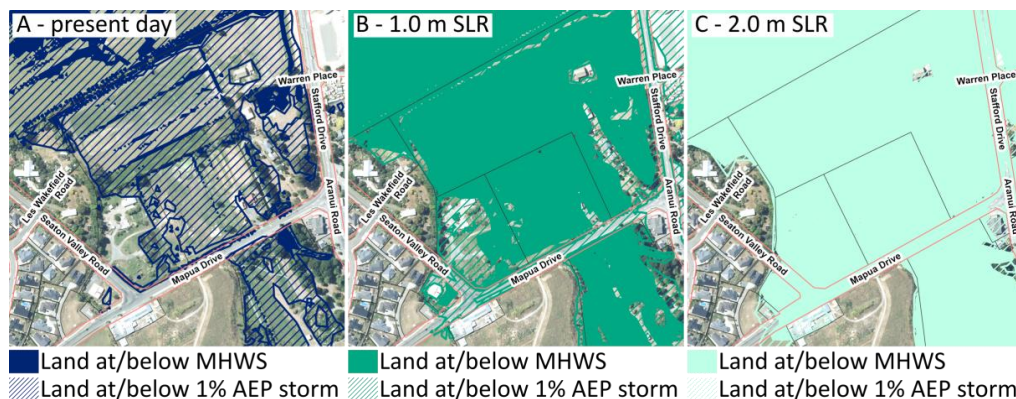 A - present day
Warren Place
Stafford Drive
Aranui Road
Les Wakefield
Road
Seaton Valley Road
Mapua Drive
Land at/below MHWS
Land at/below 1% AEP storm
B - 1.0 m SLR
Warren Place
Stafford Drive
Aranui Road
Les Wakefield
Road
Seaton Valley Road
Mapua Drive
Land at/below MHWS
Land at/below 1% AEP storm
C - 2.0 m SLR
Warren Place
Stafford Drive
Aranui Road
Les Wakefield
Road
Seaton Valley Road
Mapua Drive
Land at/below MHWS
Land at/below 1% AEP storm